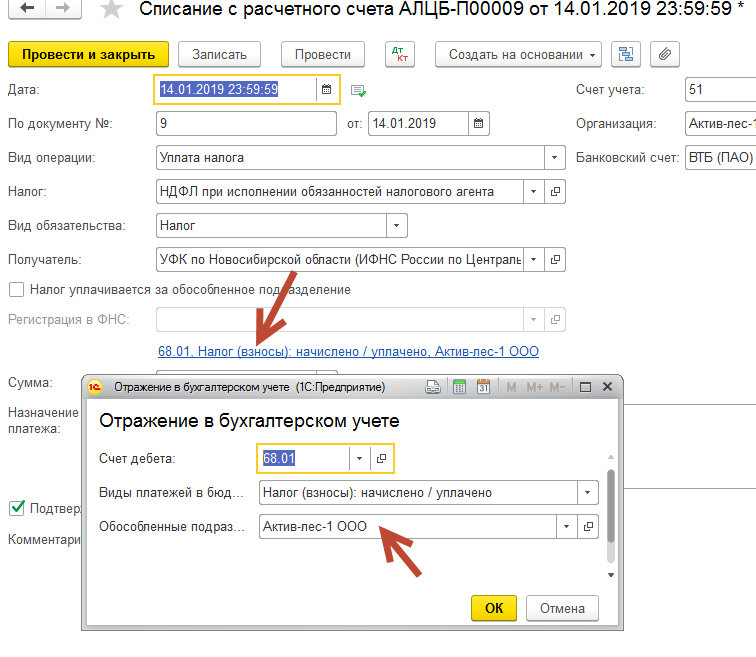 Списание с расчетного счета АЛЦБ-П00009 от 14.01.2019 23:59:59 *
Провести и закрыть Записать Провести Дт Кт Создать на основании
Дата: 14.01.2019 23:59:59 Счет учета: 51
По документу №: 9 от: 14.01.2019 Организация: Актив-лес-1
Вид операции: Уплата налога Банковский счет: ВТБ (ПАО)
Налог: НДФЛ при исполнении обязанностей налогового агента
Вид обязательства: Налог
Получатель: УФК по Новосибирской области (ИФНС России по Централь
Налог уплачивается за обособленное подразделение
Регистрация в ФНС:
68.01, Налог (взносы): начислено / уплачено, Актив-лес-1 ООО
Сумма:
Назначение
платежа:
Подтвер
Комментари
1С Отражение в бухгалтерском учете (1С:Предприятие) 31 M M+ M-
Отражение в бухгалтерском учете
Счет дебета: 68.01
Виды платежей в бюд... Налог (взносы): начислено / уплачено
Обособленные подраз... Актив-лес-1 ООО
ОК Отмена